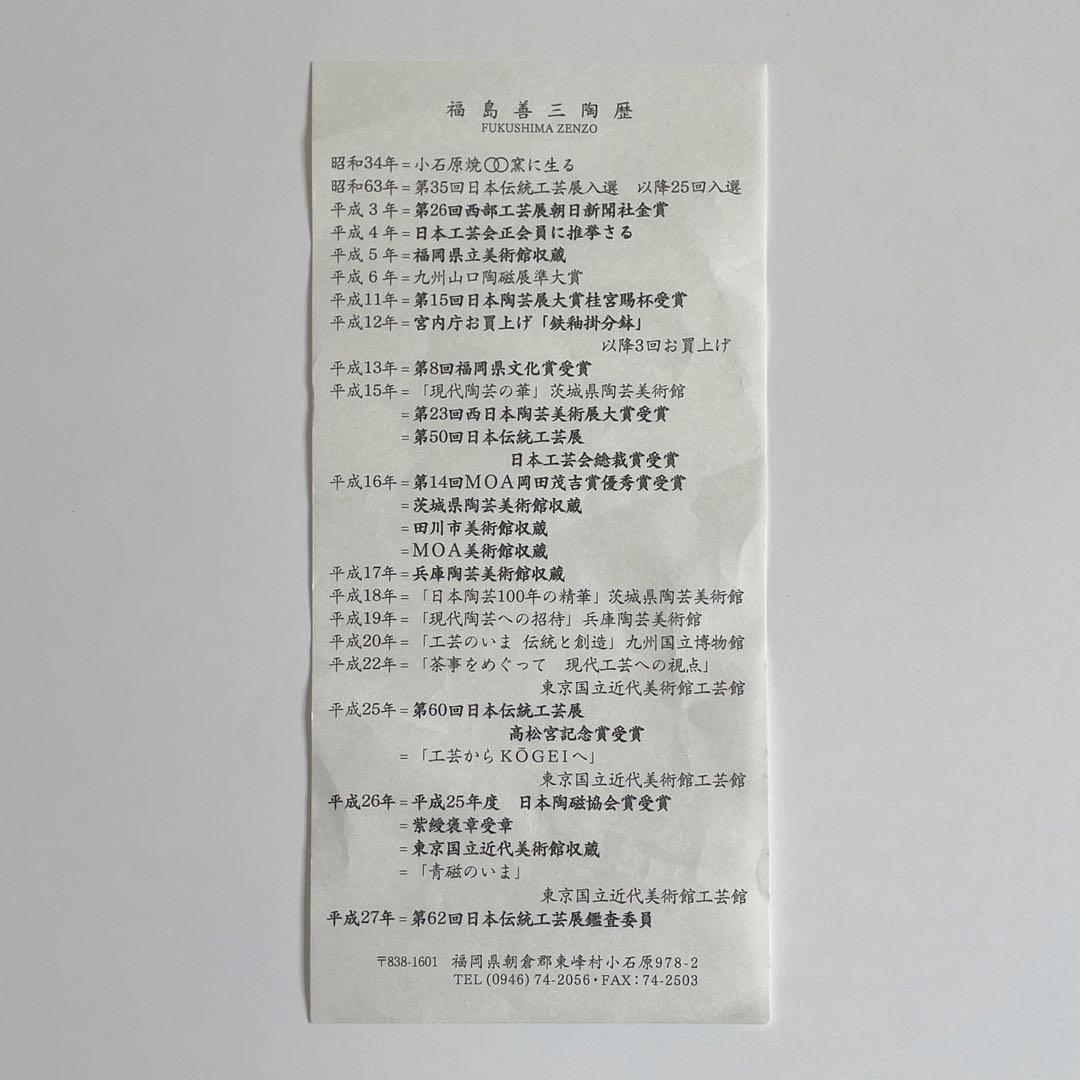 福島善三陶歴
FUKUSHIMA ZENZO
昭和34年=小石原焼〇〇窯に生る
昭和63年=第35回日本伝統工芸展入選　以降25回入選
平成3年=第26回西部工芸展朝日新聞社金賞
平成4年=日本工芸会正会員に推挙さる
平成5年=福岡県立美術館収蔵
平成6年=九州山口陶磁展準大賞
平成11年=第15回日本陶芸展大賞桂宮賜杯受賞
平成12年=宮内庁お買上げ「鉄釉掛分鉢」
以降3回お買上げ
平成13年=第8回福岡県文化賞受賞
平成15年=「現代陶芸の華」茨城県陶芸美術館
=第23回西日本陶芸美術展大賞受賞
=第50回日本伝統工芸展
日本工芸会総裁賞受賞
平成16年=第14回MOA岡田茂吉賞優秀賞受賞
=茨城県陶芸美術館収蔵
=田川市美術館収蔵
=MOA美術館収蔵
平成17年=兵庫陶芸美術館収蔵
平成18年=「日本陶芸100年の精華」茨城県陶芸美術館
平成19年=「現代陶芸への招待」兵庫陶芸美術館
平成20年=「工芸のいま 伝統と創造」九州国立博物館
平成22年=「茶事をめぐって　現代工芸への視点」
東京国立近代美術館工芸館
平成25年=第60回日本伝統工芸展
高松宮記念賞受賞
=「工芸からKŌGEIへ」
東京国立近代美術館工芸館
平成26年=平成25年度　日本陶磁協会賞受賞
=紫綬褒章受章
=東京国立近代美術館収蔵
=「青磁のいま」
東京国立近代美術館工芸館
平成27年=第62回日本伝統工芸展鑑査委員
〒838-1601　福岡県朝倉郡東峰村小石原978-2
TEL(0946)74-2056・FAX:74-2503